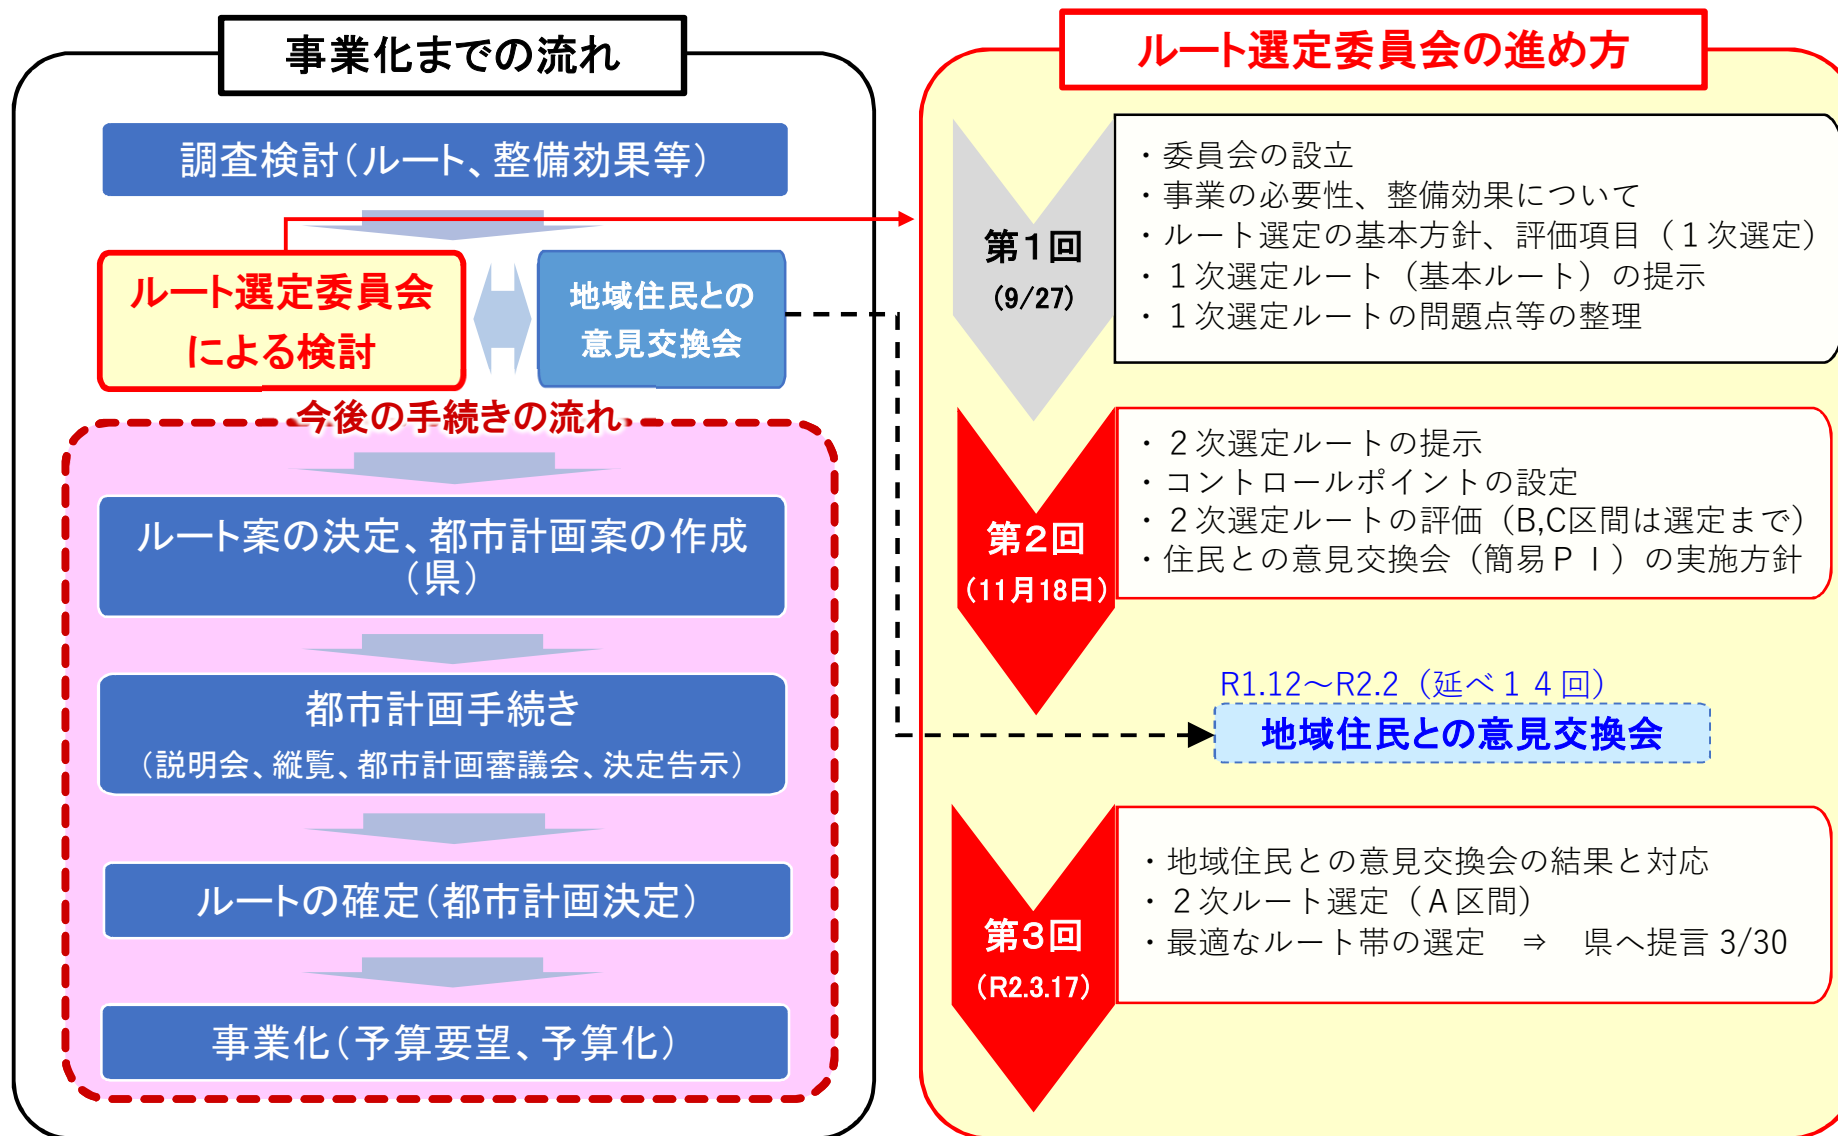 事業化までの流れ
調査検討（ルート、整備効果等）
ルート選定委員会
による検討
地域住民との
意見交換会
今後の手続きの流れ
ルート案の決定、都市計画案の作成
（県）
都市計画手続き
（説明会、縦覧、都市計画審議会、決定告示）
ルートの確定（都市計画決定）
事業化（予算要望、予算化）
ルート選定委員会の進め方
第１回
（9/27）
・委員会の設立
・事業の必要性、整備効果について
・ルート選定の基本方針、評価項目（１次選定）
・１次選定ルート（基本ルート）の提示
・１次選定ルートの問題点等の整理
第２回
（11月18日）
・２次選定ルートの提示
・コントロールポイントの設定
・２次選定ルートの評価（B,C区間は選定まで）
・住民との意見交換会（簡易ＰＩ）の実施方針
R1.12～R2.2（延べ１４回）
地域住民との意見交換会
第３回
（R2.3.17）
・地域住民との意見交換会の結果と対応
・２次ルート選定（Ａ区間）
・最適なルート帯の選定　⇒　県へ提言 3/30